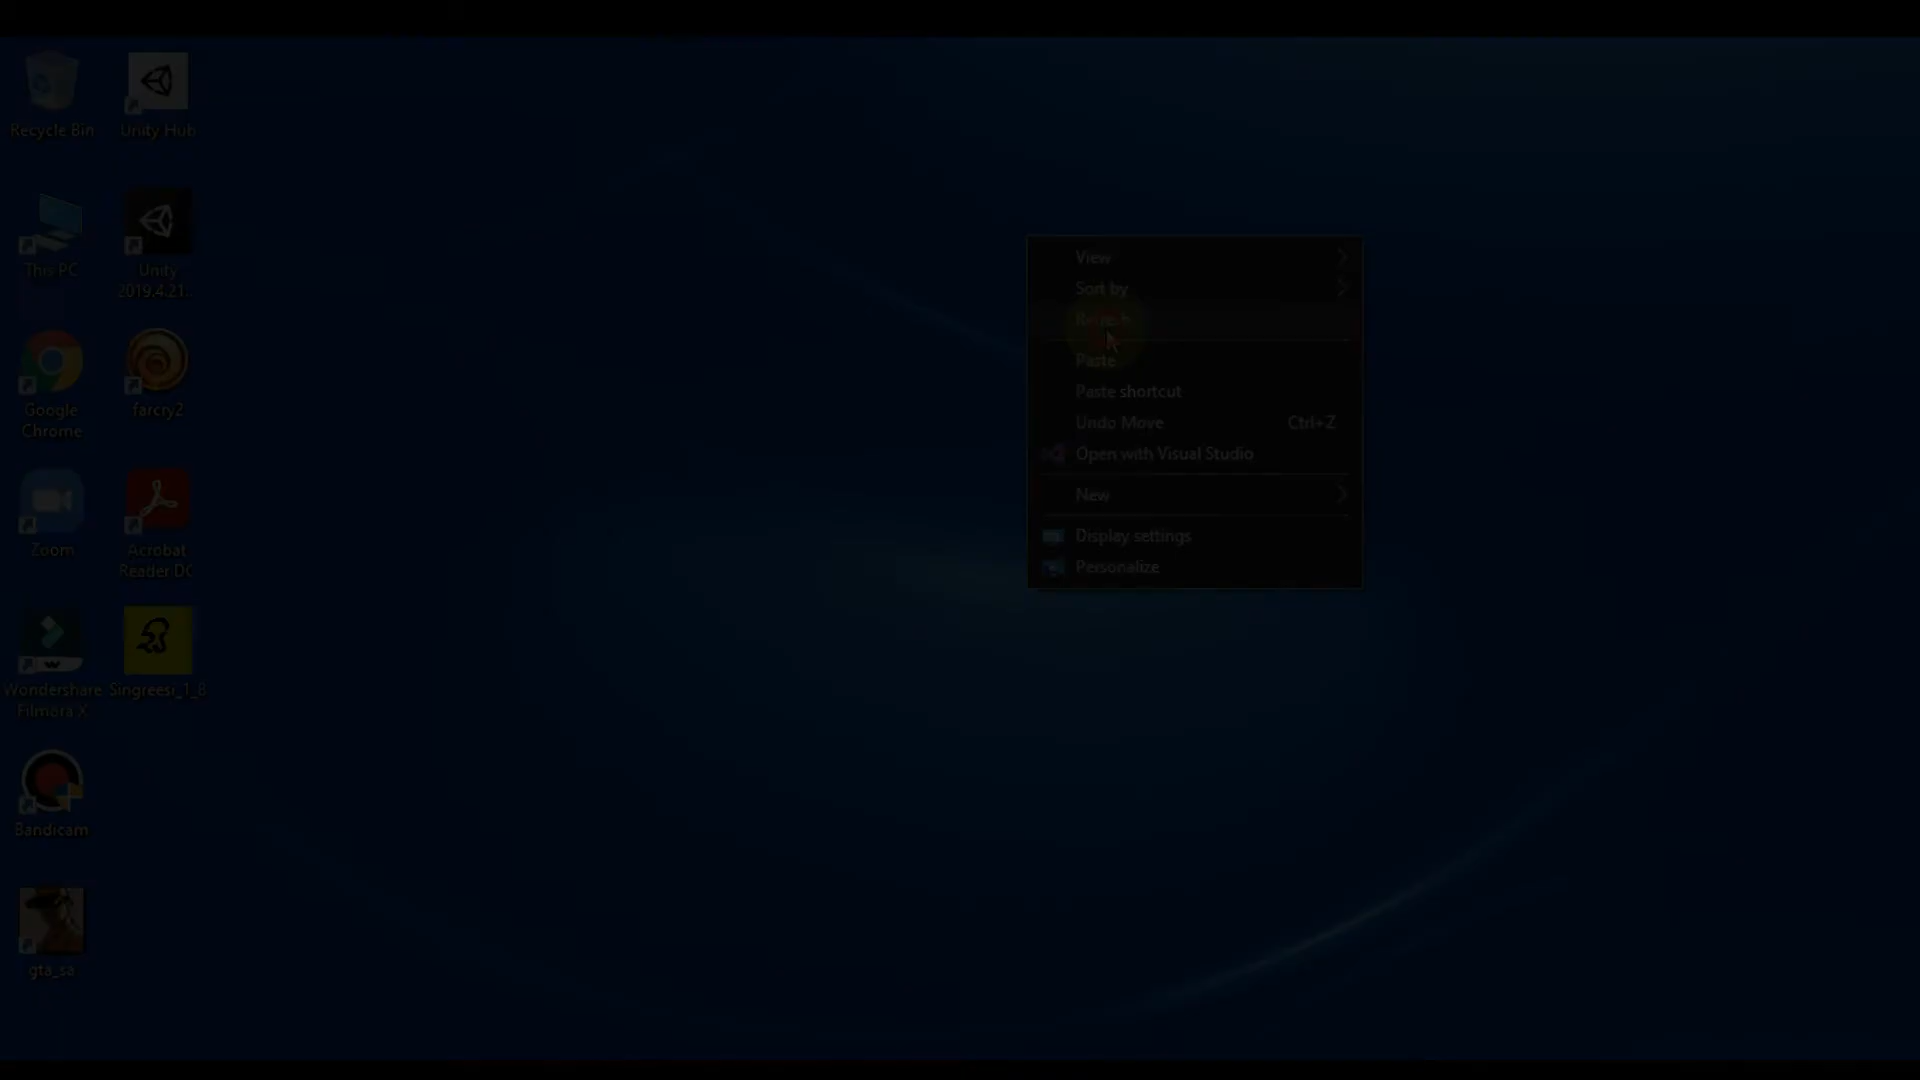 Recycle Bin
Unity Hub
This PC
Unity
2019.4.21...
Google
Chrome
farcry2
Zoom
Acrobat
Reader DC
Wondershare
Filmora X
Singreesi_1_8
Bandicam
gta_sa
View
Sort by
Refresh
Paste
Paste shortcut
Undo Move Ctrl+Z
Open with Visual Studio
New
Display settings
Personalize